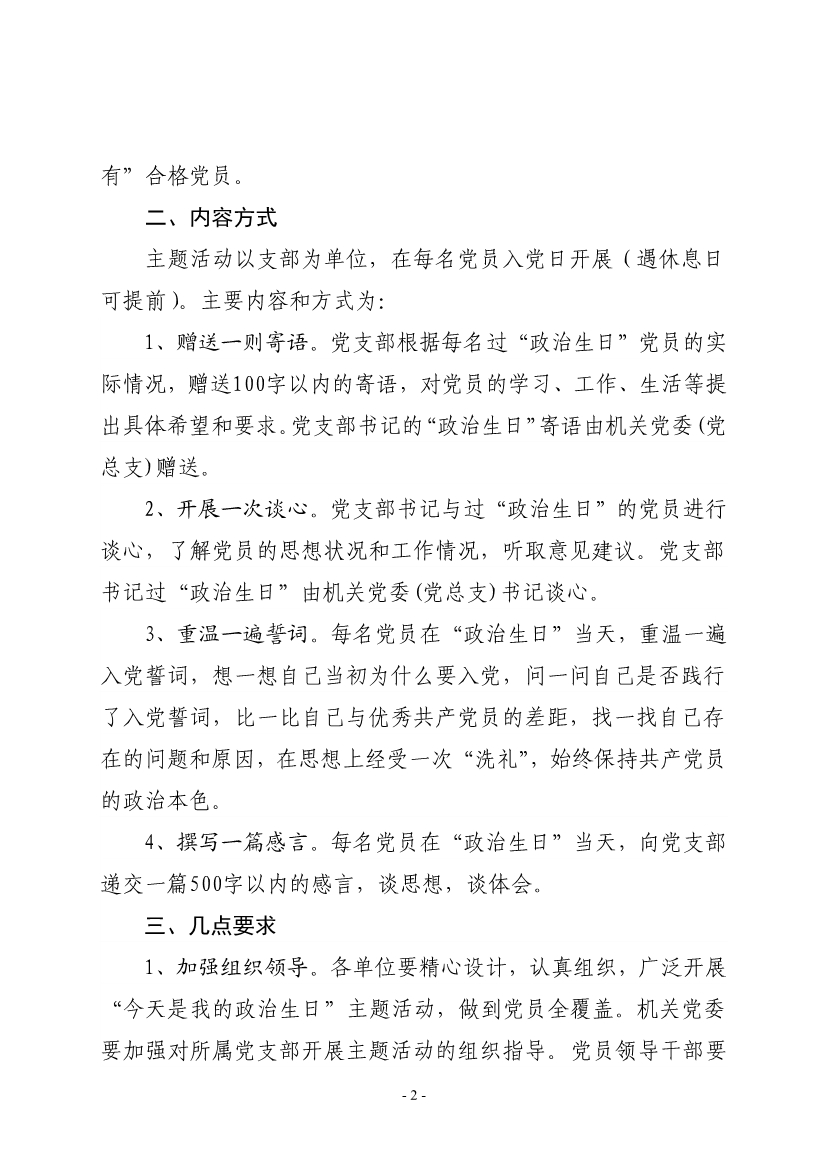 有”合格党员。
二、内容方式
主题活动以支部为单位，在每名党员入党日开展（遇休息日
可提前）。主要内容和方式为：
1、赠送一则寄语。党支部根据每名过“政治生日”党员的实
际情况，赠送100字以内的寄语，对党员的学习、工作、生活等提
出具体希望和要求。党支部书记的“政治生日”寄语由机关党委(党
总支)赠送。
2、开展一次谈心。党支部书记与过“政治生日”的党员进行
谈心，了解党员的思想状况和工作情况，听取意见建议。党支部
书记过“政治生日”由机关党委(党总支)书记谈心。
3、重温一遍誓词。每名党员在“政治生日”当天，重温一遍
入党誓词，想一想自己当初为什么要入党，问一问自己是否践行
了入党誓词，比一比自己与优秀共产党员的差距，找一找自己存
在的问题和原因，在思想上经受一次“洗礼”，始终保持共产党员
的政治本色。
4、撰写一篇感言。每名党员在“政治生日”当天，向党支部
递交一篇500字以内的感言，谈思想，谈体会。
三、几点要求
1、加强组织领导。各单位要精心设计，认真组织，广泛开展
“今天是我的政治生日”主题活动，做到党员全覆盖。机关党委
要加强对所属党支部开展主题活动的组织指导。党员领导干部要
- 2 -